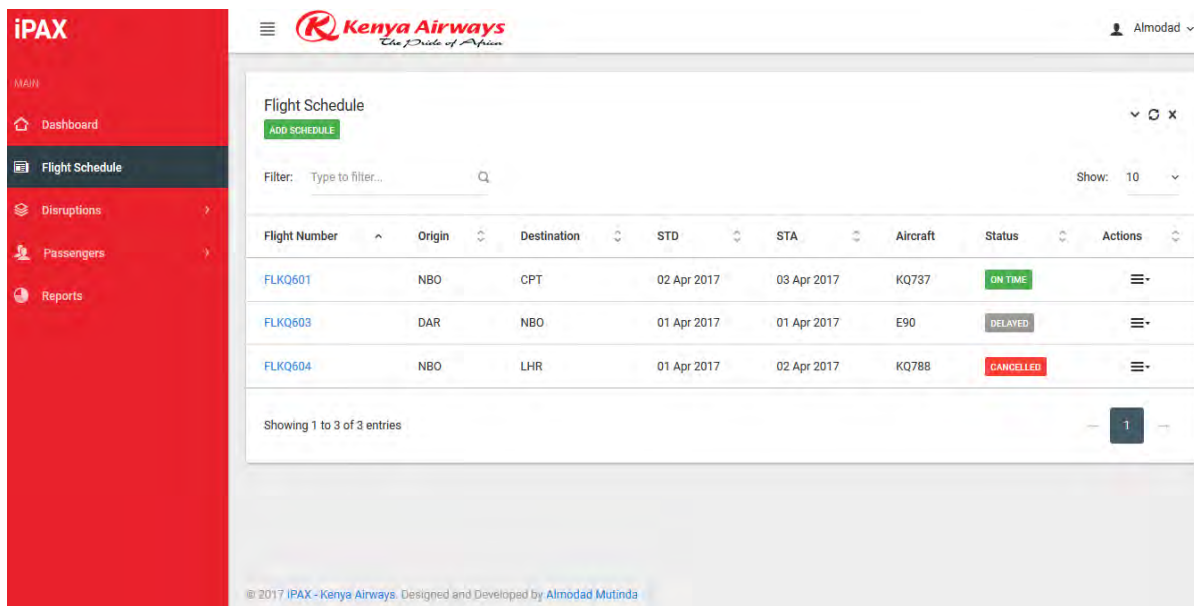 iPAX
Kenya Airways
The Pride of Africa
Almodad
MAIN
Dashboard
Flight Schedule
Disruptions
Passengers
Reports
Flight Schedule
ADD SCHEDULE
Filter: Type to filter... Show: 10
Flight Number Origin Destination STD STA Aircraft Status Actions
FLKQ601 NBO CPT 02 Apr 2017 03 Apr 2017 KQ737 ON TIME
FLKQ603 DAR NBO 01 Apr 2017 01 Apr 2017 E90 DELAYED
FLKQ604 NBO LHR 01 Apr 2017 02 Apr 2017 KQ788 CANCELLED
Showing 1 to 3 of 3 entries 1
© 2017 iPAX - Kenya Airways. Designed and Developed by Almodad Mutinda